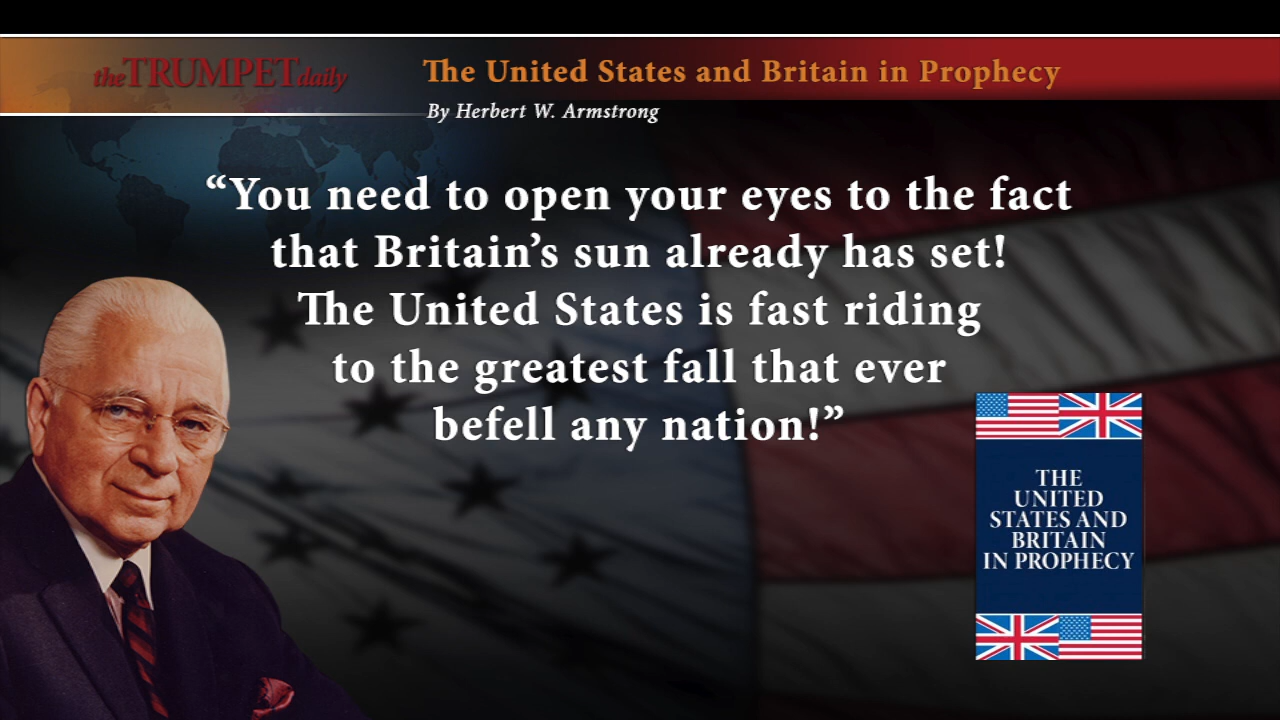 theTRUMPETdaily
The United States and Britain in Prophecy
By Herbert W. Armstrong
“You need to open your eyes to the fact
that Britain’s sun already has set!
The United States is fast riding
to the greatest fall that ever
befell any nation!”
THE
UNITED
STATES AND
BRITAIN
IN PROPHECY